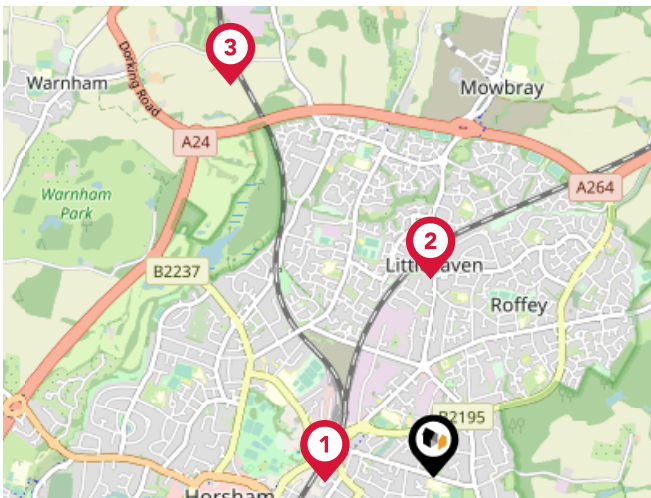 3
Dorking Road
Warnham
Mowbray
A24
A264
Warnham
Park
2
Littlehaven
B2237
Roffey
B2195
1
Horsham